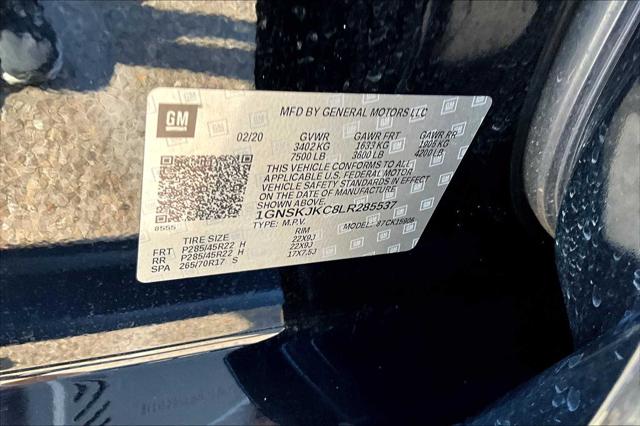 GM
MFD BY GENERAL MOTORS LLC
02/20 GVWR GAWR FRT GAWR RR
3402 KG 1633 KG 1905 KG
7500 LB 3600 LB 4200 LB
THIS VEHICLE CONFORMS TO ALL
APPLICABLE U.S. FEDERAL MOTOR
VEHICLE SAFETY STANDARDS IN EFFECT
ON THE DATE OF MANUFACTURE
SHOWN ABOVE.
1GNSKJKC8LR285537
8555 TYPE: M.P.V. MODEL:
TIRE SIZE RIM
FRT P285/45R22 H 22X9J
RR P285/45R22 H 22X9J
SPA 265/70R17 S 17X7.5J